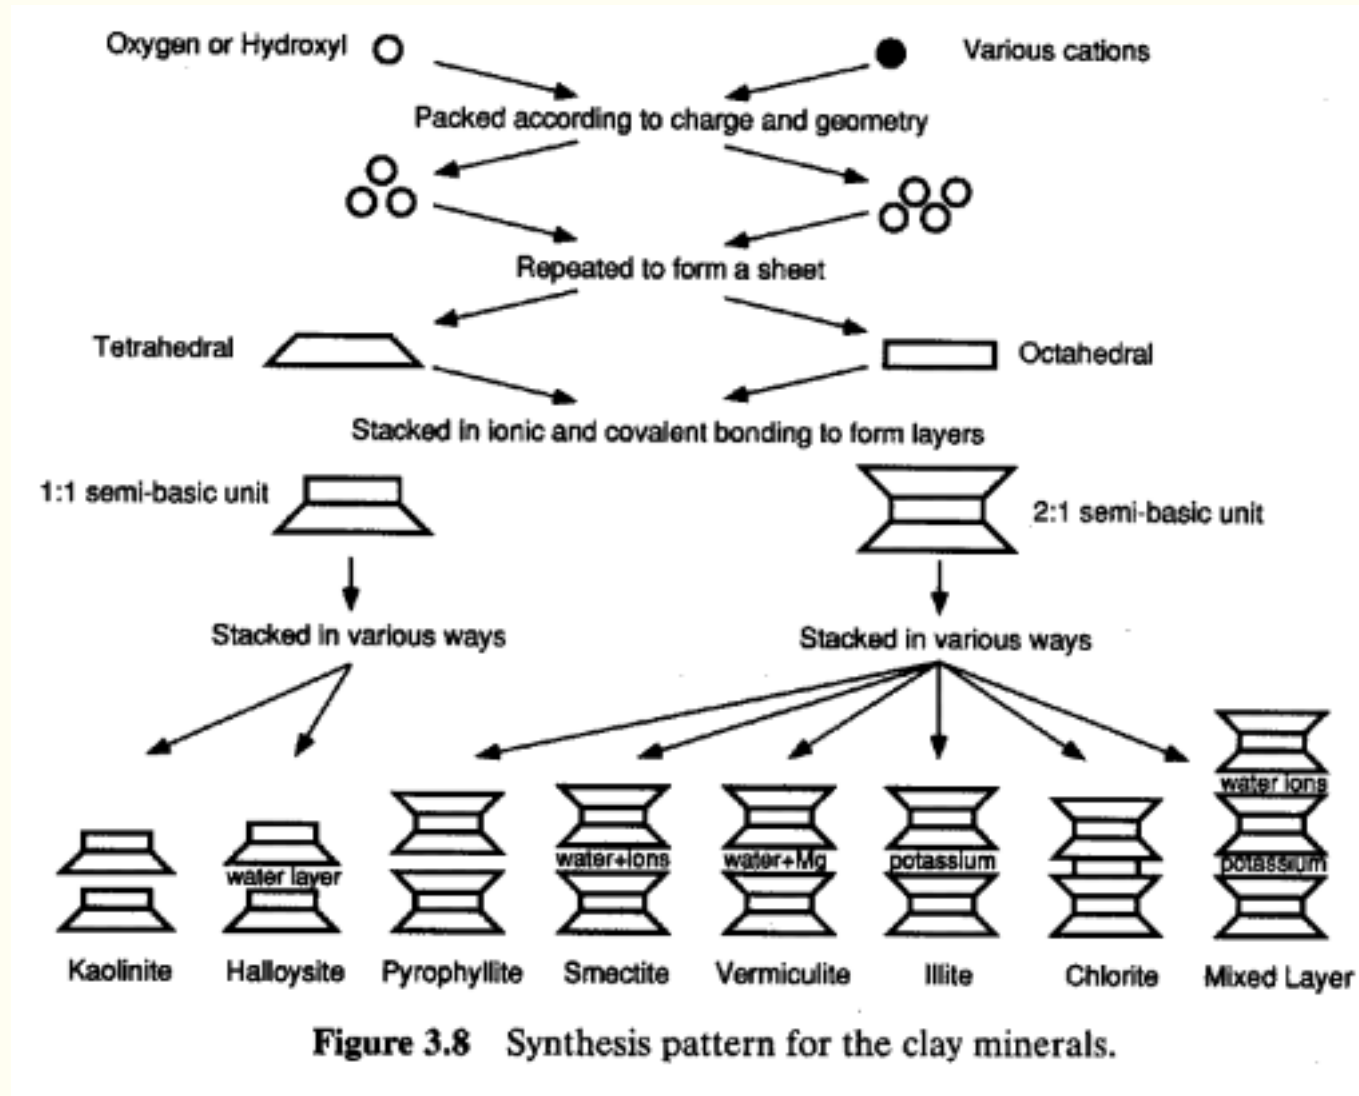 Oxygen or Hydroxyl
Various cations
Packed according to charge and geometry
Repeated to form a sheet
Tetrahedral
Octahedral
Stacked in ionic and covalent bonding to form layers
1:1 semi-basic unit
2:1 semi-basic unit
Stacked in various ways
Stacked in various ways
water ions
water layer
water+ions
water+Mg
potassium
potassium
Kaolinite
Halloysite
Pyrophyllite
Smectite
Vermiculite
Illite
Chlorite
Mixed Layer
Figure 3.8 Synthesis pattern for the clay minerals.